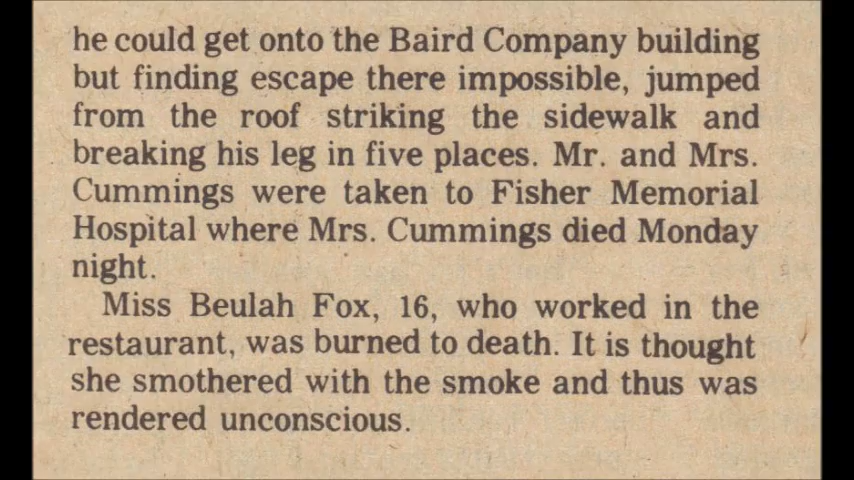 he could get onto the Baird Company building
but finding escape there impossible, jumped
from the roof striking the sidewalk and
breaking his leg in five places. Mr. and Mrs.
Cummings were taken to Fisher Memorial
Hospital where Mrs. Cummings died Monday
night.
Miss Beulah Fox, 16, who worked in the
restaurant, was burned to death. It is thought
she smothered with the smoke and thus was
rendered unconscious.